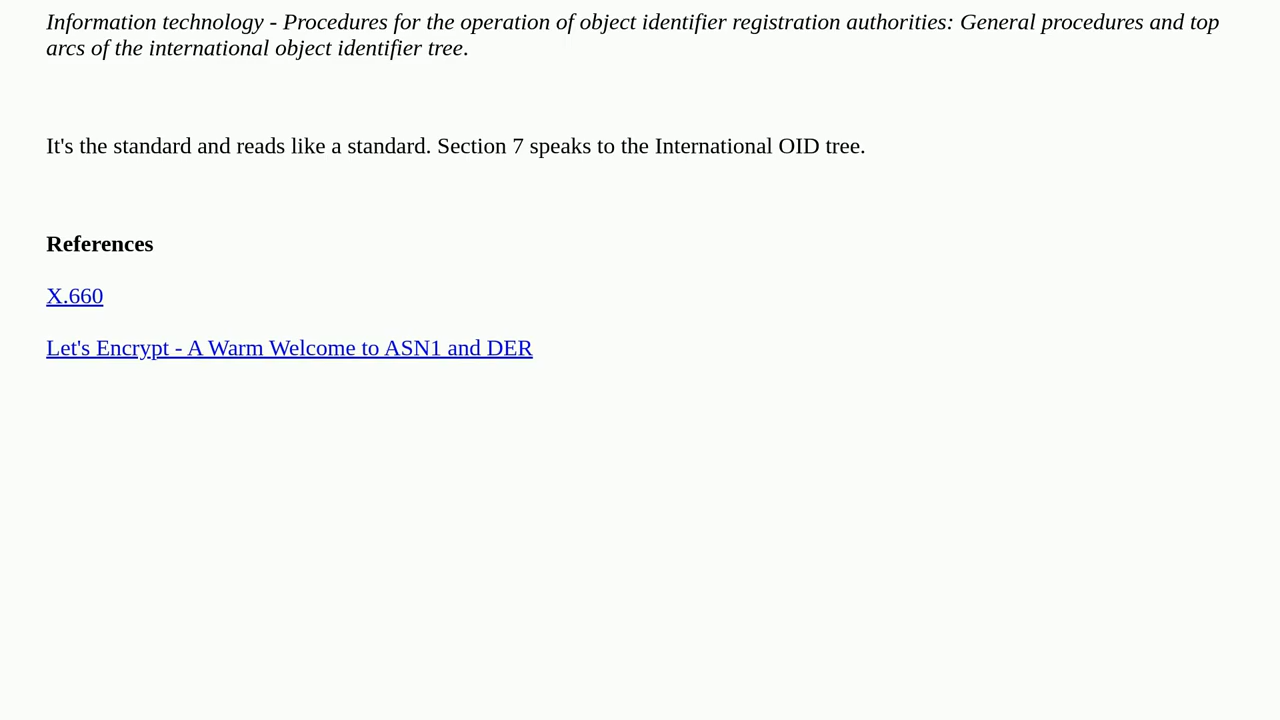 Information technology - Procedures for the operation of object identifier registration authorities: General procedures and top
arcs of the international object identifier tree.
It's the standard and reads like a standard. Section 7 speaks to the International OID tree.
References
X.660
Let's Encrypt - A Warm Welcome to ASN1 and DER